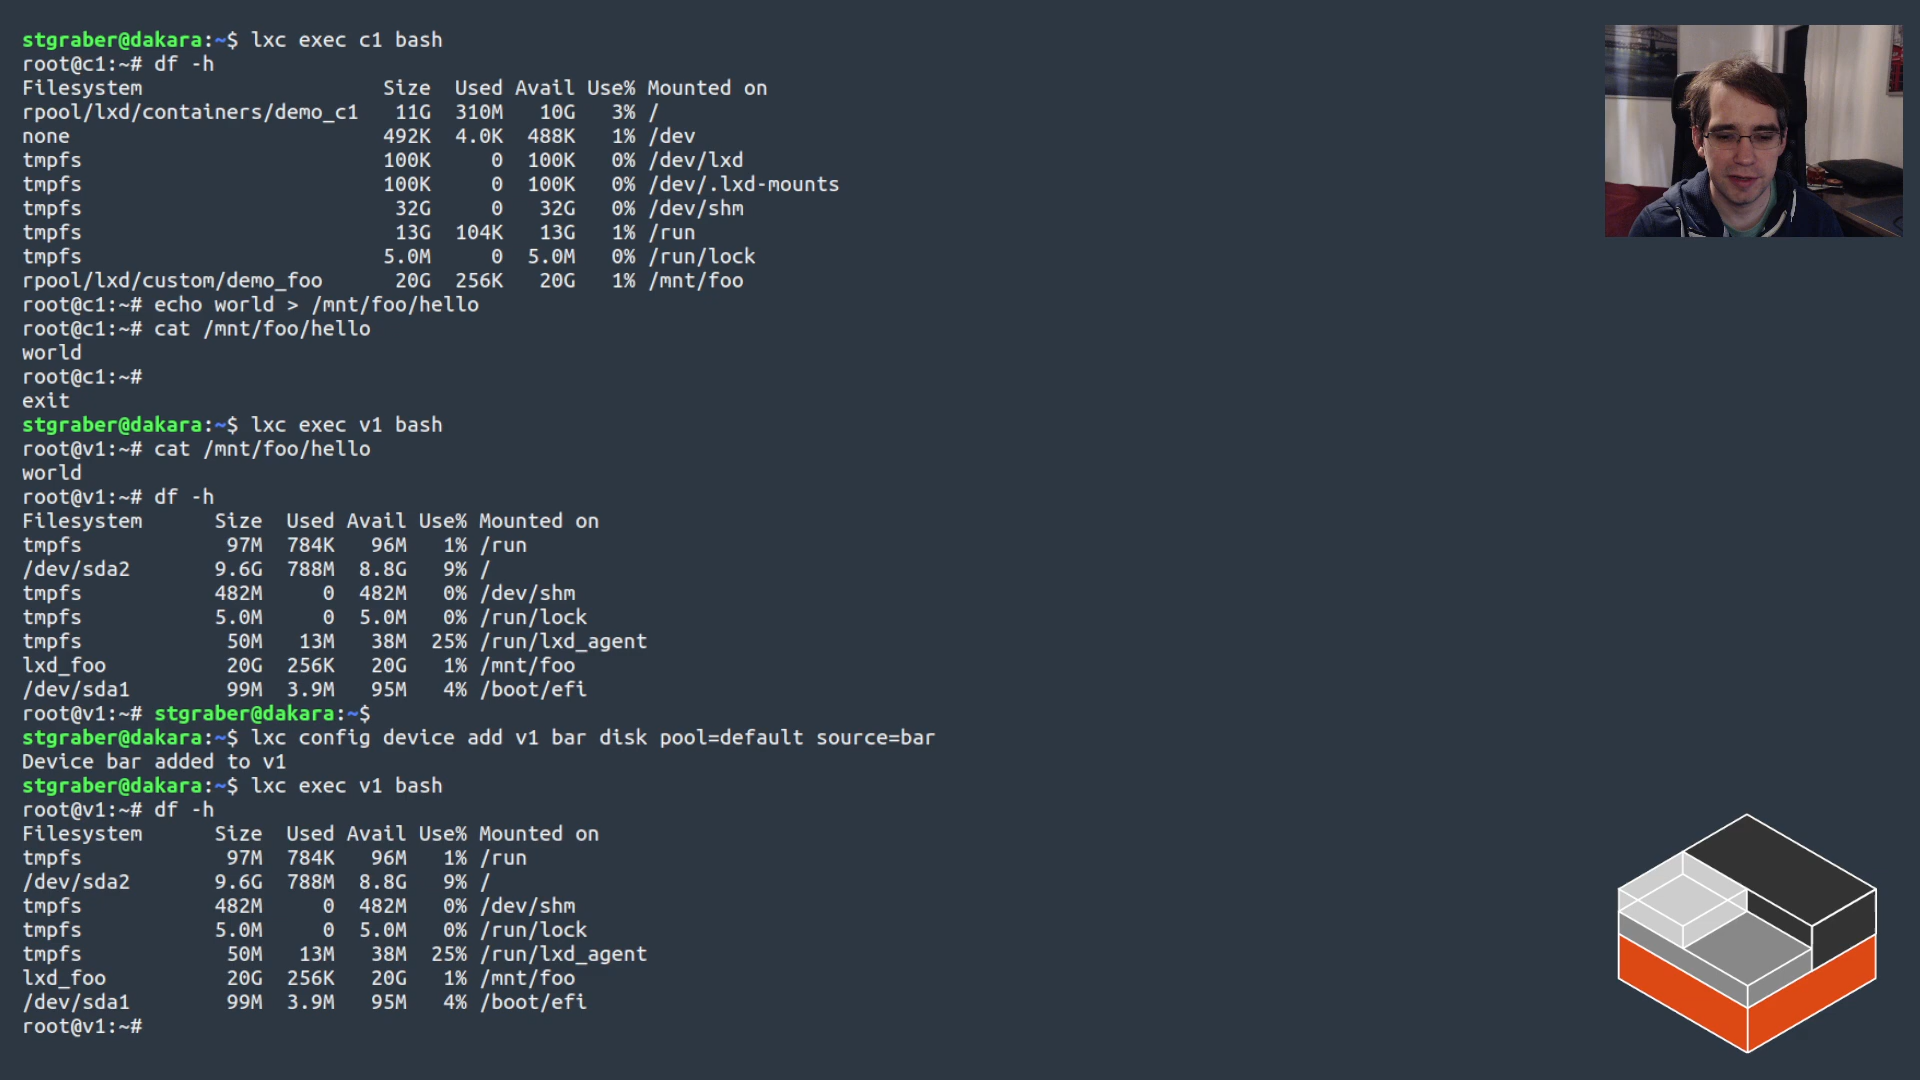 stgraber@dakara:~$ lxc exec c1 bash
root@c1:~# df -h
Filesystem                    Size  Used Avail Use% Mounted on
rpool/lxd/containers/demo_c1   11G  310M   10G   3% /
none                          492K  4.0K  488K   1% /dev
tmpfs                         100K     0  100K   0% /dev/lxd
tmpfs                         100K     0  100K   0% /dev/.lxd-mounts
tmpfs                          32G     0   32G   0% /dev/shm
tmpfs                          13G  104K   13G   1% /run
tmpfs                         5.0M     0  5.0M   0% /run/lock
rpool/lxd/custom/demo_foo      20G  256K   20G   1% /mnt/foo
root@c1:~# echo world > /mnt/foo/hello
root@c1:~# cat /mnt/foo/hello
world
root@c1:~#
exit
stgraber@dakara:~$ lxc exec v1 bash
root@v1:~# cat /mnt/foo/hello
world
root@v1:~# df -h
Filesystem      Size  Used Avail Use% Mounted on
tmpfs            97M  784K   96M   1% /run
/dev/sda2       9.6G  788M  8.8G   9% /
tmpfs           482M     0  482M   0% /dev/shm
tmpfs           5.0M     0  5.0M   0% /run/lock
tmpfs            50M   13M   38M  25% /run/lxd_agent
lxd_foo          20G  256K   20G   1% /mnt/foo
/dev/sda1        99M  3.9M   95M   4% /boot/efi
root@v1:~# stgraber@dakara:~$
stgraber@dakara:~$ lxc config device add v1 bar disk pool=default source=bar
Device bar added to v1
stgraber@dakara:~$ lxc exec v1 bash
root@v1:~# df -h
Filesystem      Size  Used Avail Use% Mounted on
tmpfs            97M  784K   96M   1% /run
/dev/sda2       9.6G  788M  8.8G   9% /
tmpfs           482M     0  482M   0% /dev/shm
tmpfs           5.0M     0  5.0M   0% /run/lock
tmpfs            50M   13M   38M  25% /run/lxd_agent
lxd_foo          20G  256K   20G   1% /mnt/foo
/dev/sda1        99M  3.9M   95M   4% /boot/efi
root@v1:~#